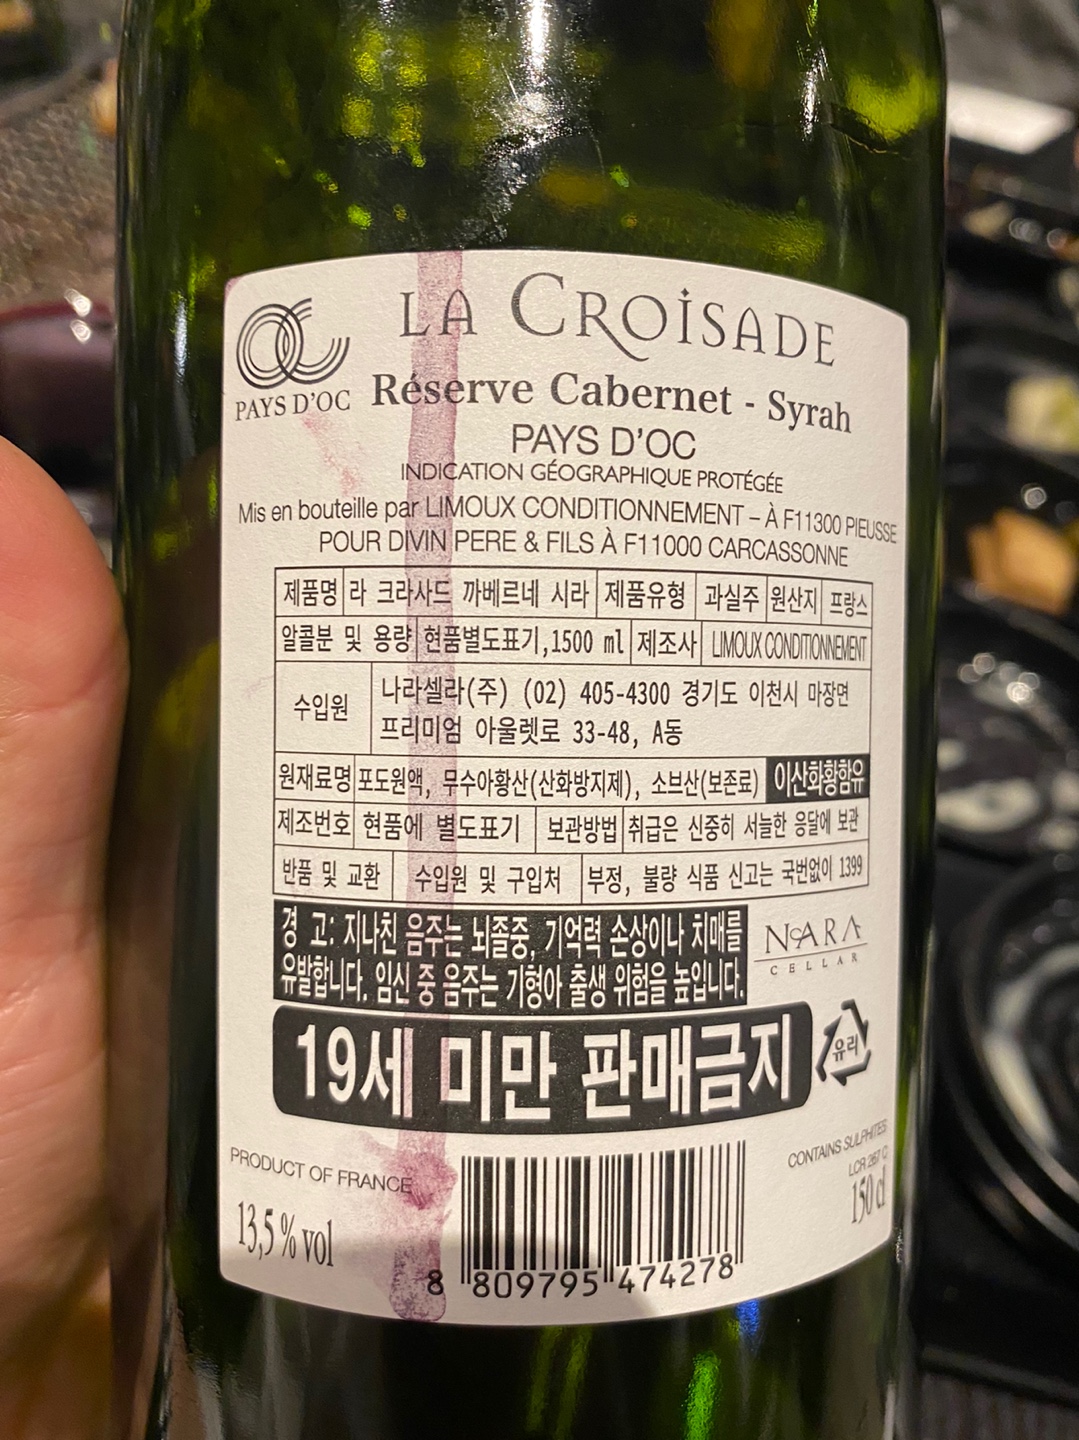 LA CROISADE
PAYS D'OC
Réserve Cabernet - Syrah
PAYS D'OC
INDICATION GÉOGRAPHIQUE PROTÉGÉE
Mis en bouteille par LIMOUX CONDITIONNEMENT – À F11300 PIEUSSE
POUR DIVIN PERE & FILS À F11000 CARCASSONNE
제품명 라 크라사드 까베르네 시라 제품유형 과실주 원산지 프랑스
알콜분 및 용량 현품별도표기,1500 ml 제조사 LIMOUX CONDITIONNEMENT
수입원 나라셀라(주) (02) 405-4300 경기도 이천시 마장면
프리미엄 아울렛로 33-48, A동
원재료명 포도원액, 무수아황산(산화방지제), 소브산(보존료) 이산화황함유
제조번호 현품에 별도표기 보관방법 취급은 신중히 서늘한 응달에 보관
반품 및 교환 수입원 및 구입처 부정, 불량 식품 신고는 국번없이 1399
경 고: 지나친 음주는 뇌졸중, 기억력 손상이나 치매를
유발합니다. 임신 중 음주는 기형아 출생 위험을 높입니다.
NARA
CELLAR
19세 미만 판매금지
유리
PRODUCT OF FRANCE
13,5 % vol
CONTAINS SULPHITES
LCR 267 C
150 cl
8 809795 474278